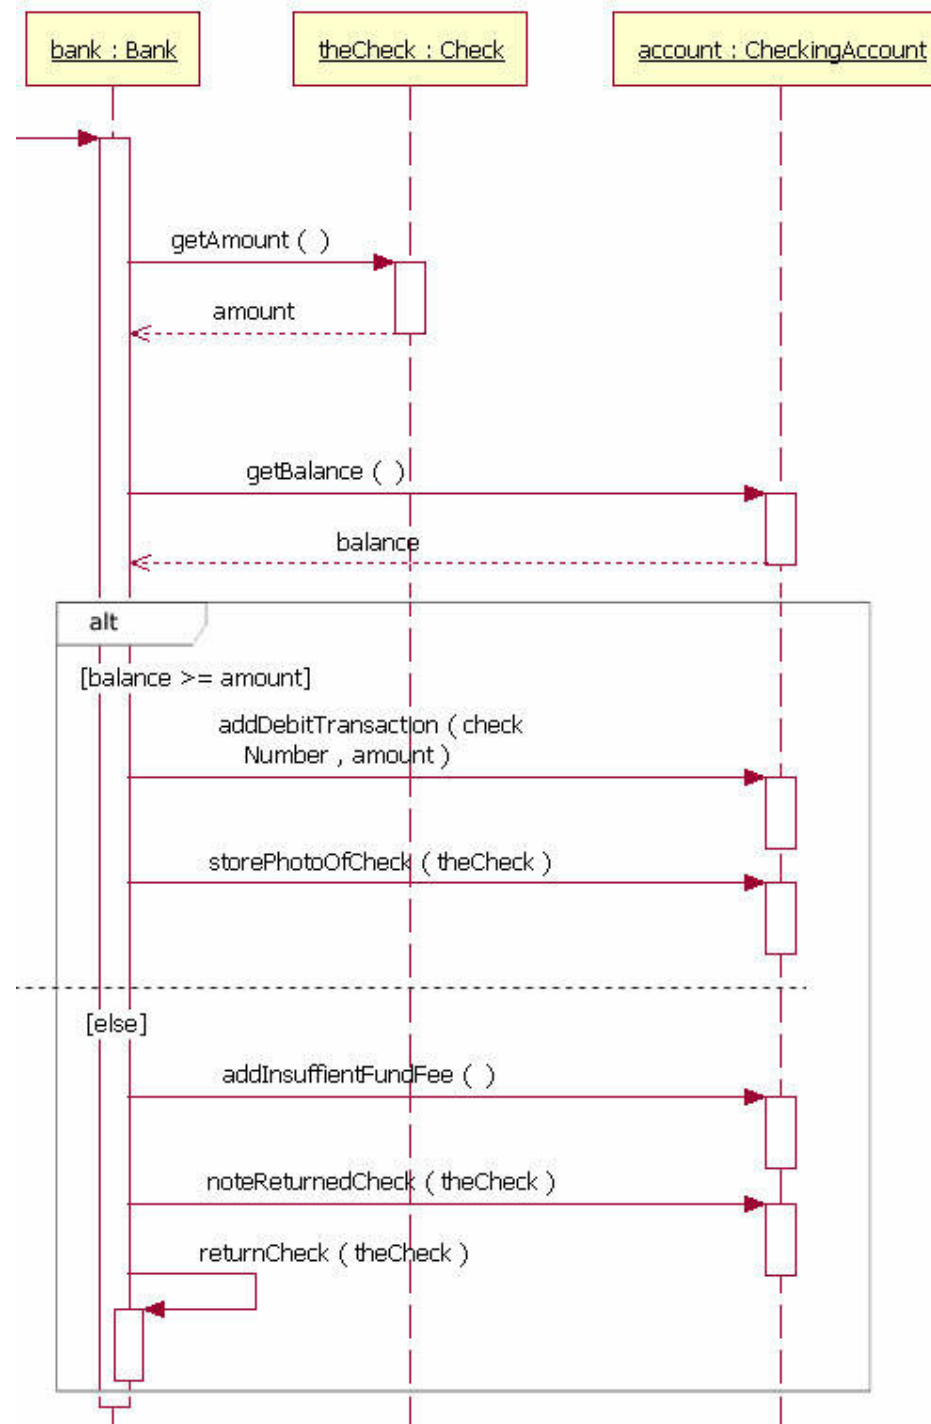 bank : Bank
theCheck : Check
account : CheckingAccount
getAmount ( )
amount
getBalance ( )
balance
alt
[balance >= amount]
addDebitTransaction ( check
Number , amount )
storePhotoOfCheck ( theCheck )
[else]
addInsuffientFundFee ( )
noteReturnedCheck ( theCheck )
returnCheck ( theCheck )